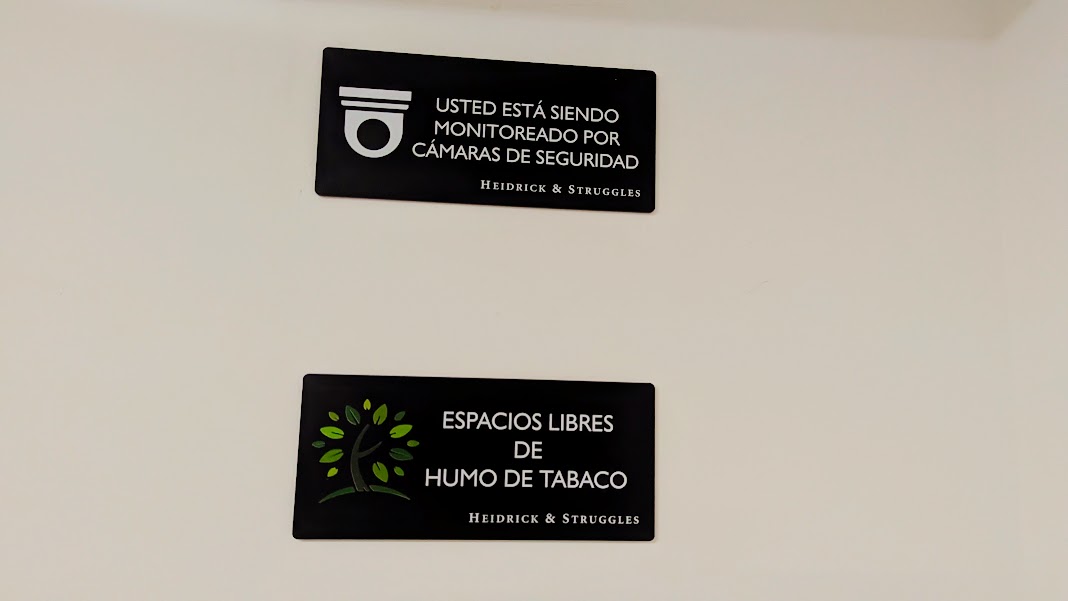 USTED ESTÁ SIENDO
MONITOREADO POR
CÁMARAS DE SEGURIDAD
HEIDRICK & STRUGGLES
ESPACIOS LIBRES
DE
HUMO DE TABACO
HEIDRICK & STRUGGLES